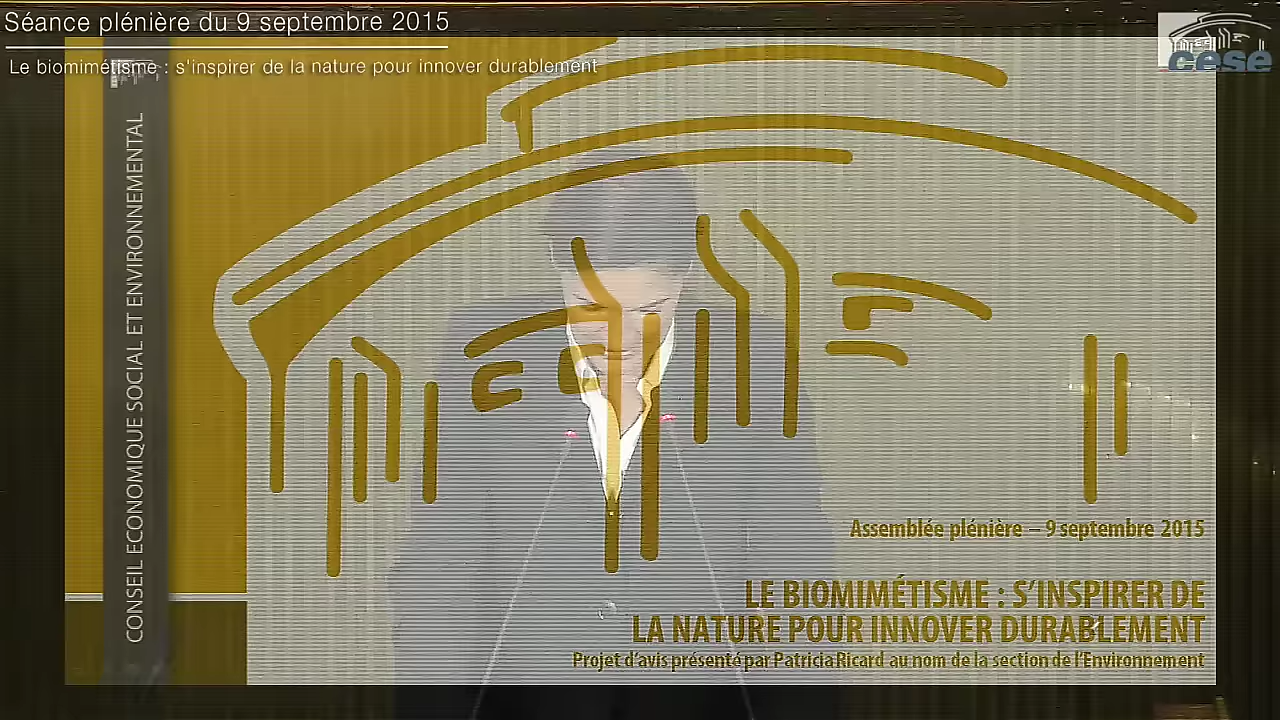 Séance plénière du 9 septembre 2015
Le biomimétisme : s'inspirer de la nature pour innover durablement
cese
CONSEIL ECONOMIQUE SOCIAL ET ENVIRONNEMENTAL
Assemblée plénière – 9 septembre 2015
LE BIOMIMÉTISME : S'INSPIRER DE
LA NATURE POUR INNOVER DURABLEMENT
Projet d'avis présenté par Patricia Ricard au nom de la section de l'Environnement